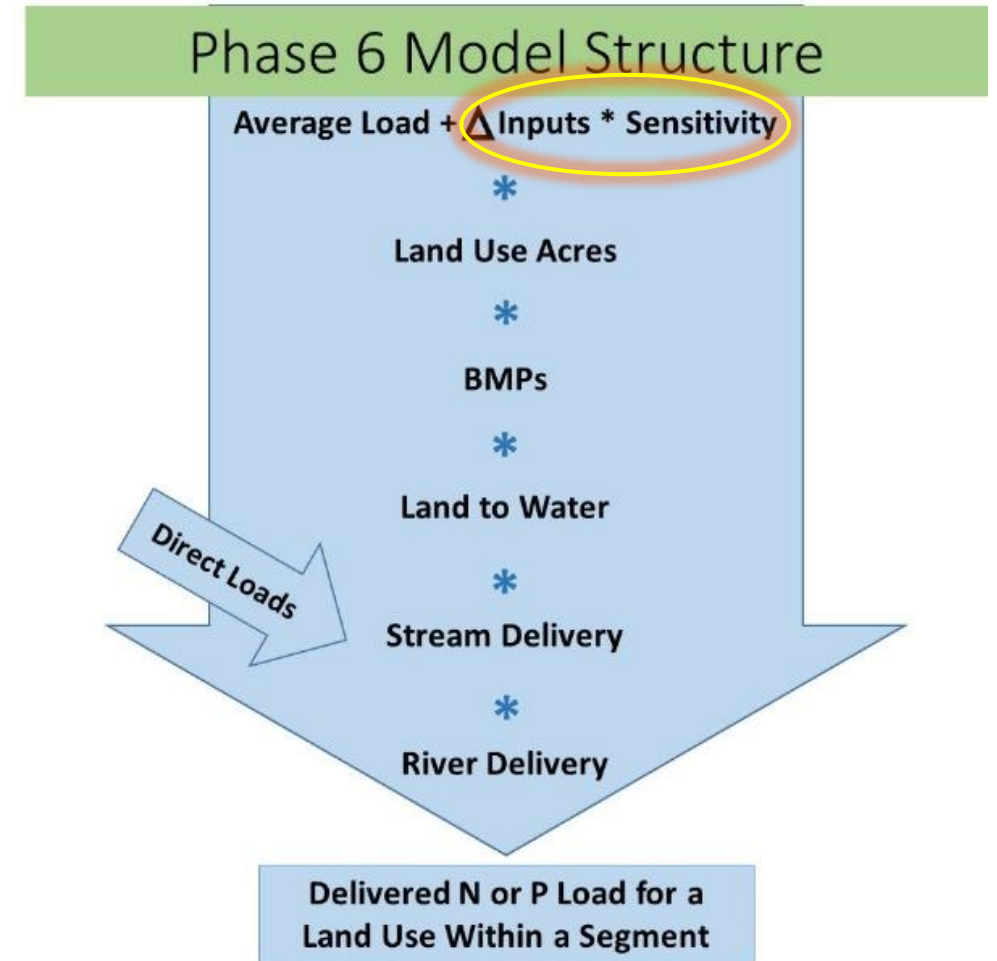 Phase 6 Model Structure
Average Load + Δ Inputs * Sensitivity
*
Land Use Acres
*
BMPs
*
Land to Water
*
Direct Loads
Stream Delivery
*
River Delivery
Delivered N or P Load for a
Land Use Within a Segment